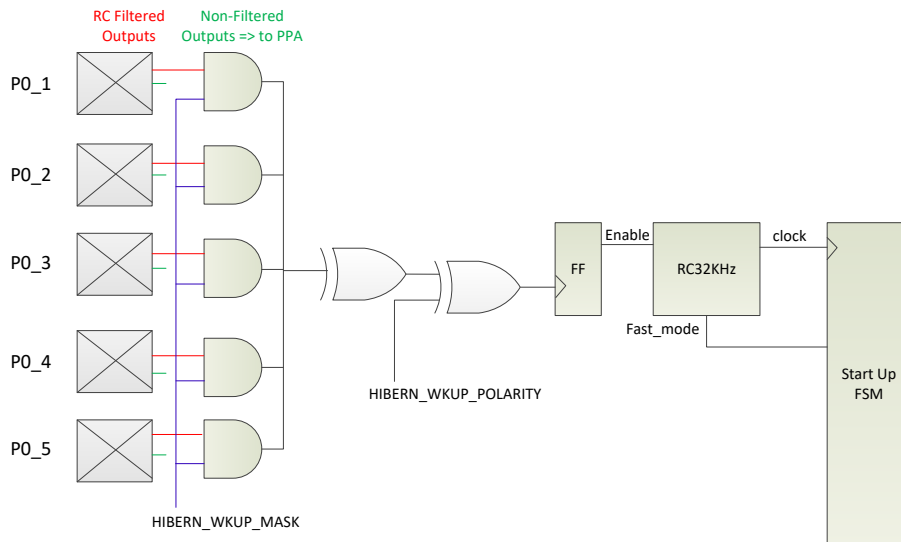 RC Filtered
Outputs
Non-Filtered
Outputs => to PPA
P0_1
P0_2
P0_3
P0_4
P0_5
HIBERN_WKUP_MASK
HIBERN_WKUP_POLARITY
FF
Enable
RC32KHz
clock
Fast_mode
Start Up
FSM